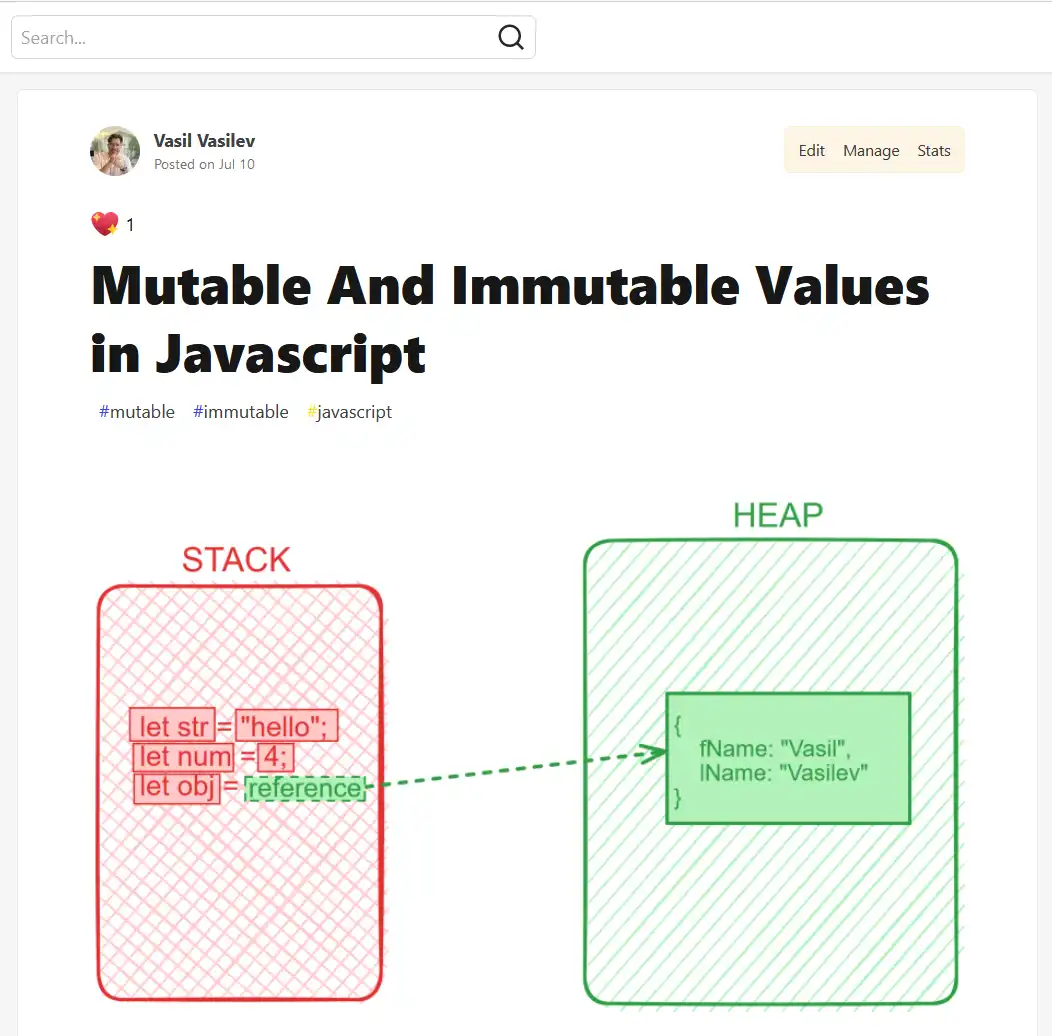 Search...
Vasil Vasilev
Posted on Jul 10
Edit Manage Stats
1
Mutable And Immutable Values
in Javascript
#mutable #immutable #javascript
STACK
let str = "hello";
let num = 4;
let obj = reference
HEAP
{
fName: "Vasil",
lName: "Vasilev"
}